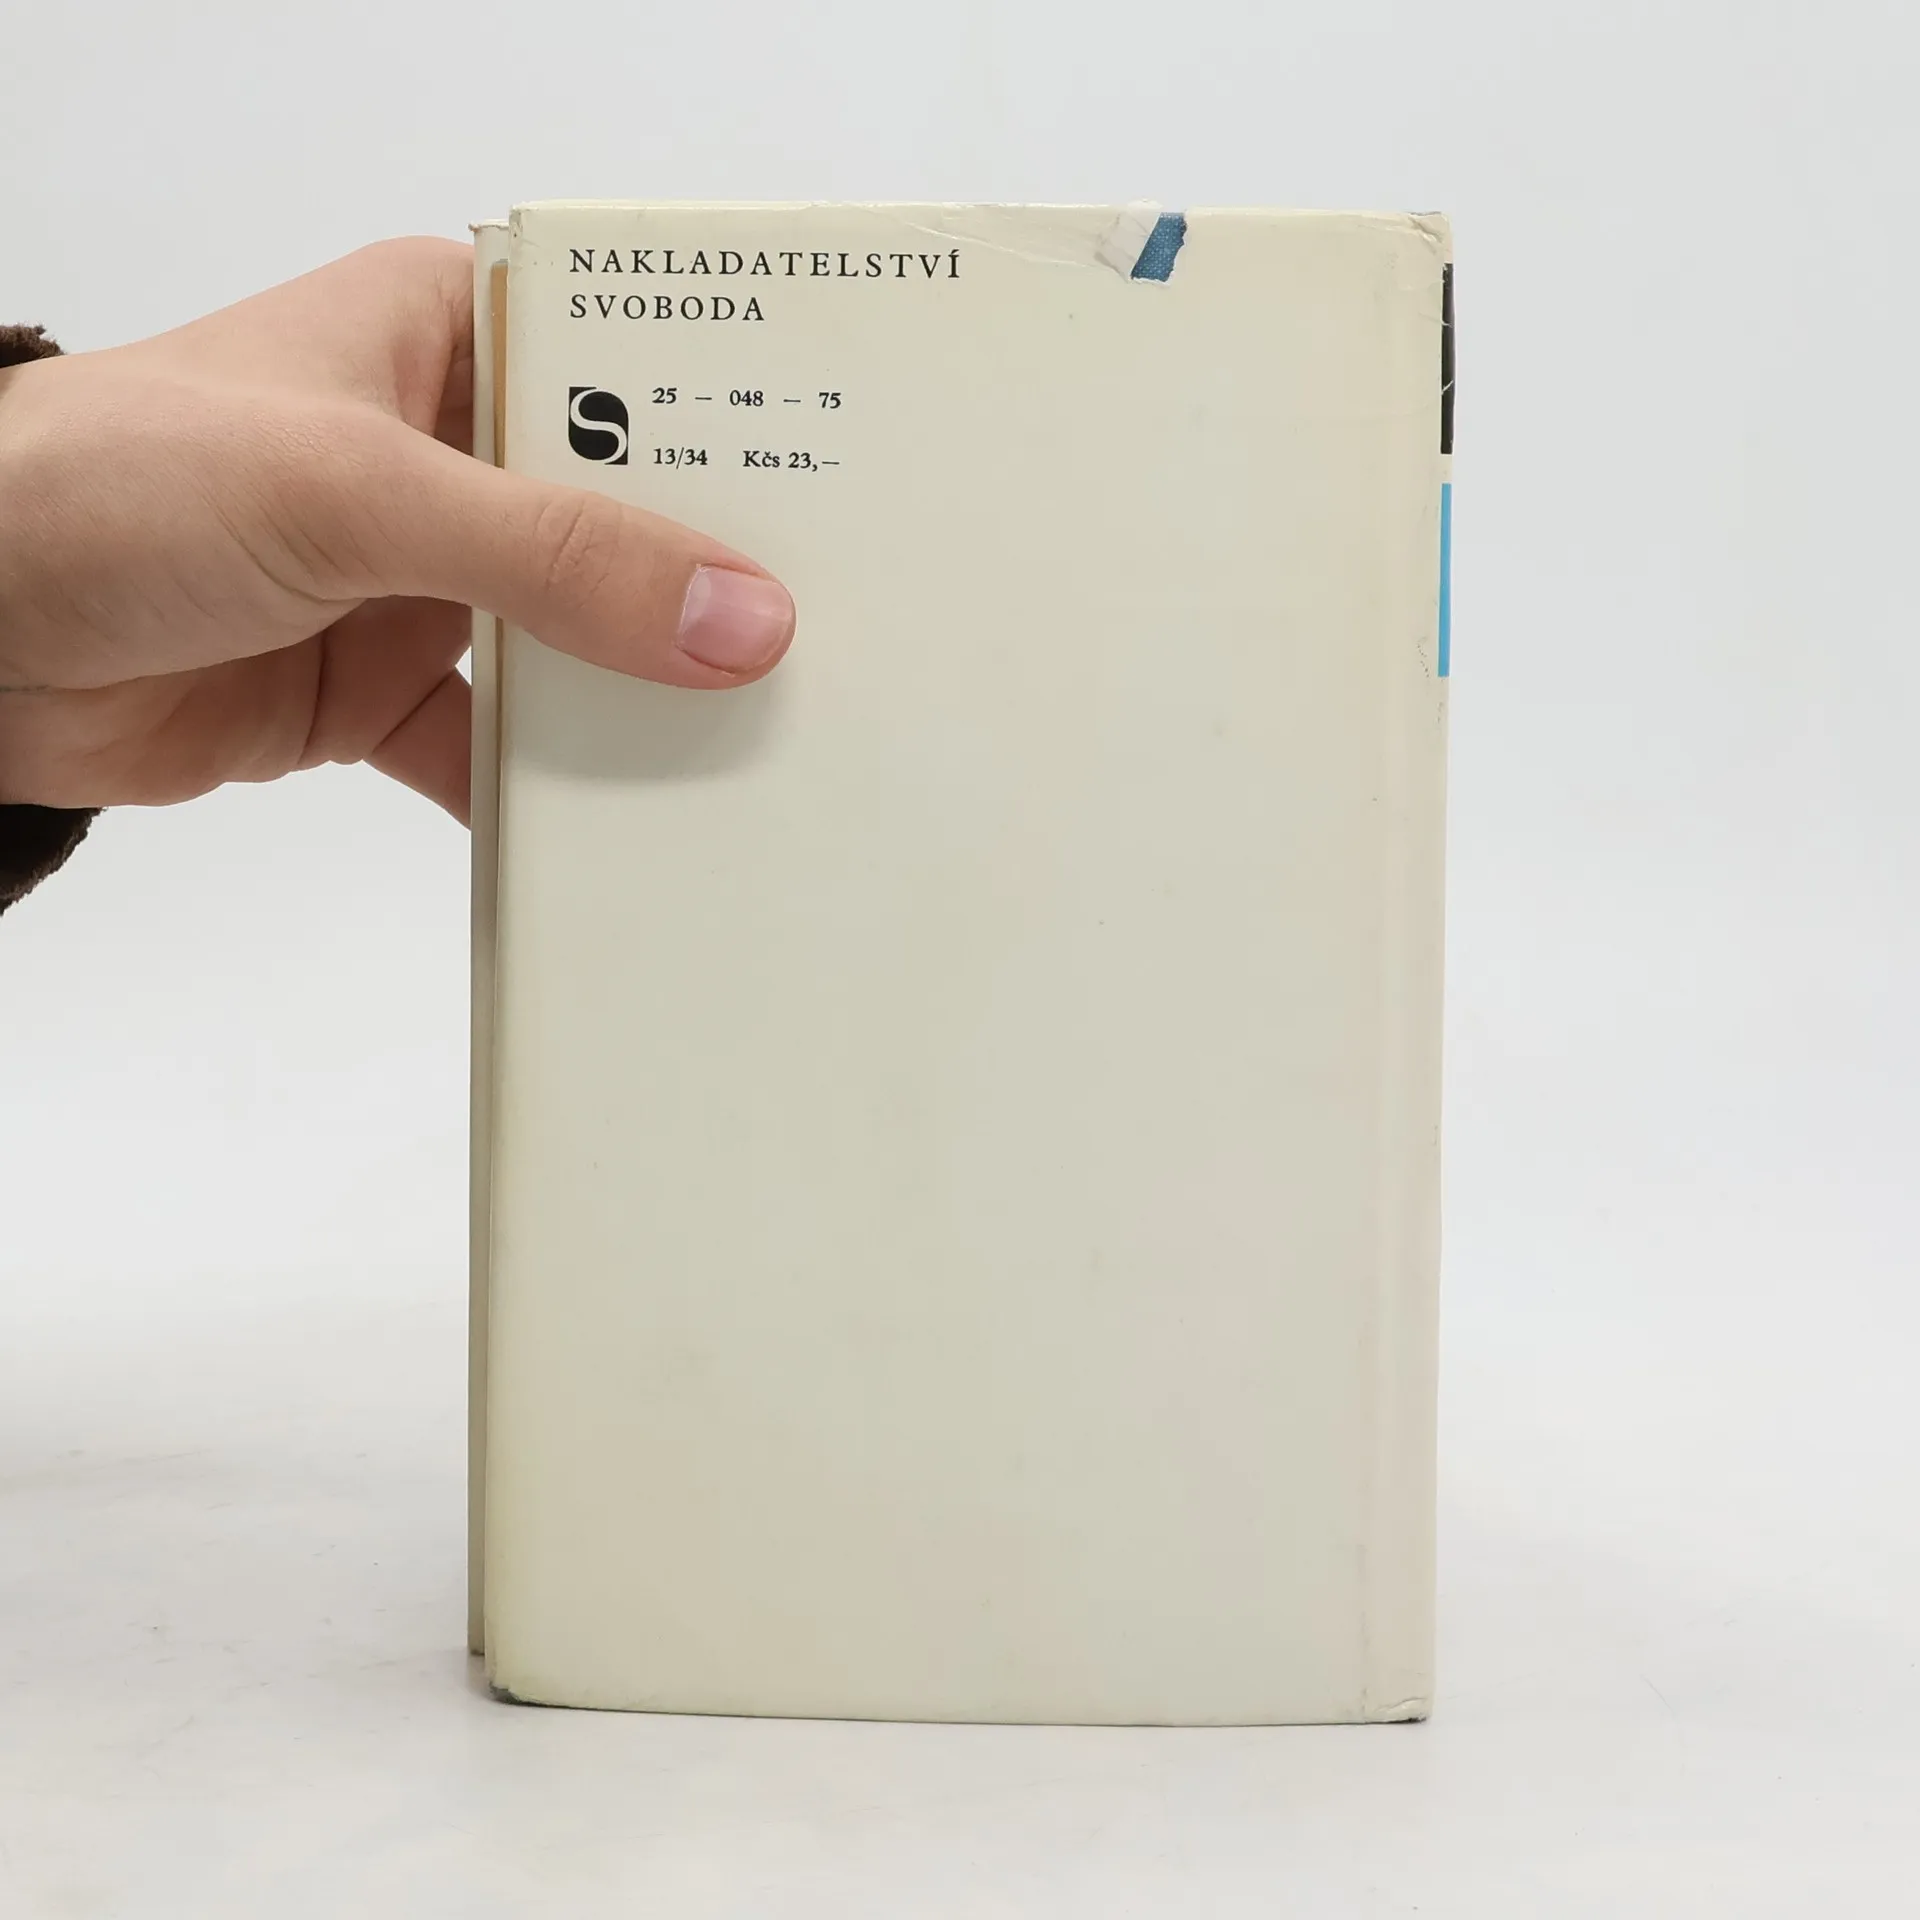 NAKLADATELSTVÍ
SVOBODA
25 — 048 — 75
13/34 Kčs 23,—